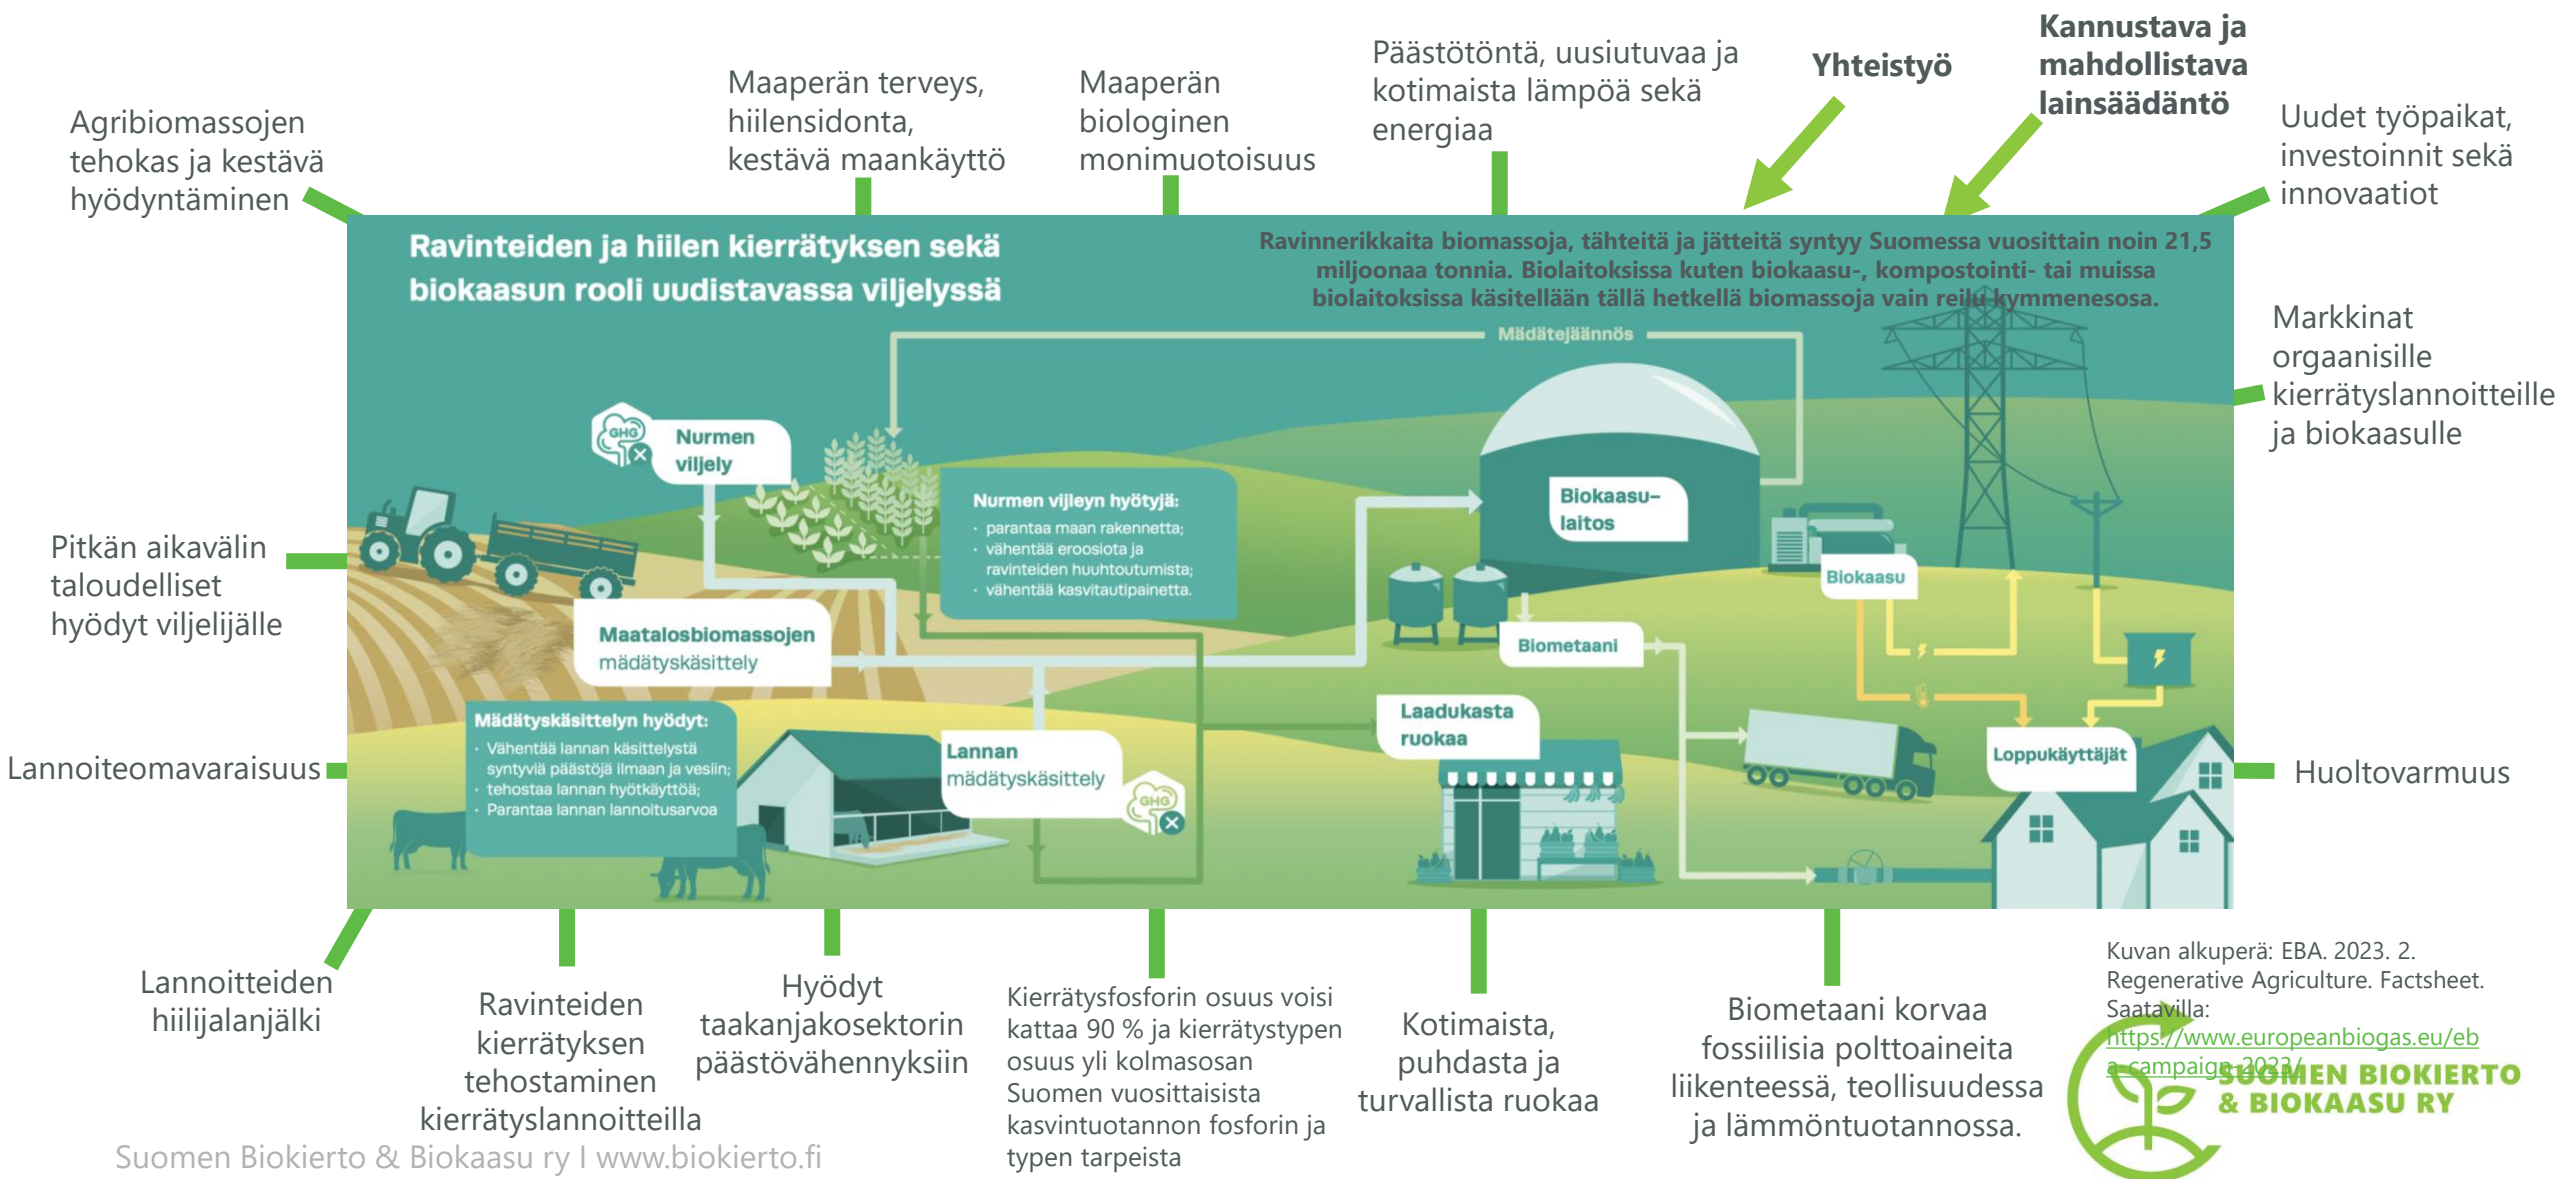 Kannustava ja
mahdollistava
lainsäädäntö
Yhteistyö
Päästötöntä, uusiutuvaa ja
kotimaista lämpöä sekä
energiaa
Maaperän
biologinen
monimuotoisuus
Maaperän terveys,
hiilensidonta,
kestävä maankäyttö
Agribiomassojen
tehokas ja kestävä
hyödyntäminen
Uudet työpaikat,
investoinnit sekä
innovaatiot
Ravinteiden ja hiilen kierrätyksen sekä
biokaasun rooli uudistavassa viljelyssä
Ravinnerikkaita biomassoja, tähteitä ja jätteitä syntyy Suomessa vuosittain noin 21,5
miljoonaa tonnia. Biolaitoksissa kuten biokaasu-, kompostointi- tai muissa
biolaitoksissa käsitellään tällä hetkellä biomassoja vain reilu kymmenesosa.
Mädätejäännös
Markkinat
orgaanisille
kierrätyslannoitteille
ja biokaasulle
GHG
Nurmen
viljely
Nurmen vijleyn hyötyjä:
· parantaa maan rakennetta;
· vähentää eroosiota ja
ravinteiden huuhtoutumista;
· vähentää kasvitautipainetta.
Biokaasu–
laitos
Biokaasu
Pitkän aikavälin
taloudelliset
hyödyt viljelijälle
Maatalosbiomassojen
mädätyskäsittely
Biometaani
Mädätyskäsittelyn hyödyt:
· Vähentää lannan käsittelystä
syntyviä päästöjä ilmaan ja vesiin;
· tehostaa lannan hyötkäyttöä;
· Parantaa lannan lannoitusarvoa
Lannan
mädätyskäsittely
GHG
Laadukasta
ruokaa
Loppukäyttäjät
Lannoiteomavaraisuus
Huoltovarmuus
Lannoitteiden
hiilijalanjälki
Ravinteiden
kierrätyksen
tehostaminen
kierrätyslannoitteilla
Hyödyt
taakanjakosektorin
päästövähennyksiin
Kierrätysfosforin osuus voisi
kattaa 90 % ja kierrätystypen
osuus yli kolmasosan
Suomen vuosittaisista
kasvintuotannon fosforin ja
typen tarpeista
Kotimaista,
puhdasta ja
turvallista ruokaa
Biometaani korvaa
fossiilisia polttoaineita
liikenteessä, teollisuudessa
ja lämmöntuotannossa.
Kuvan alkuperä: EBA. 2023. 2.
Regenerative Agriculture. Factsheet.
Saatavilla:
https://www.europeanbiogas.eu/eb
a-campaign-2023/
SUOMEN BIOKIERTO
& BIOKAASU RY
Suomen Biokierto & Biokaasu ry I www.biokierto.fi